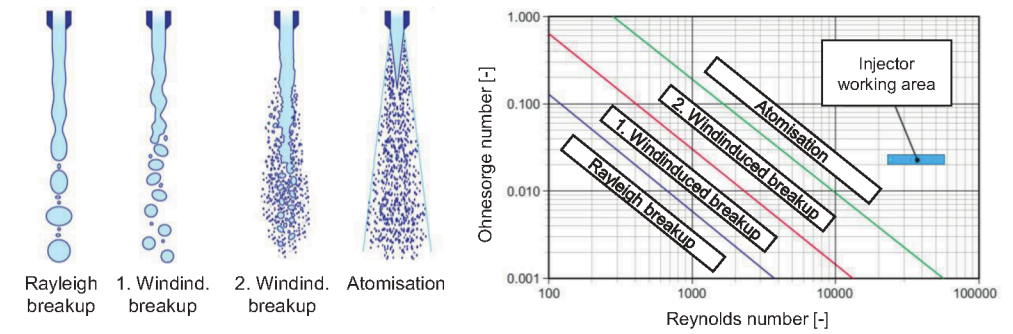 Rayleigh
breakup
1. Windind.
breakup
2. Windind.
breakup
Atomisation
Ohnesorge number [-]
1.000
0.100
0.010
0.001
Atomisation
2. Windinduced breakup
1. Windinduced breakup
Rayleigh breakup
Injector
working area
100
1000
10000
100000
Reynolds number [-]